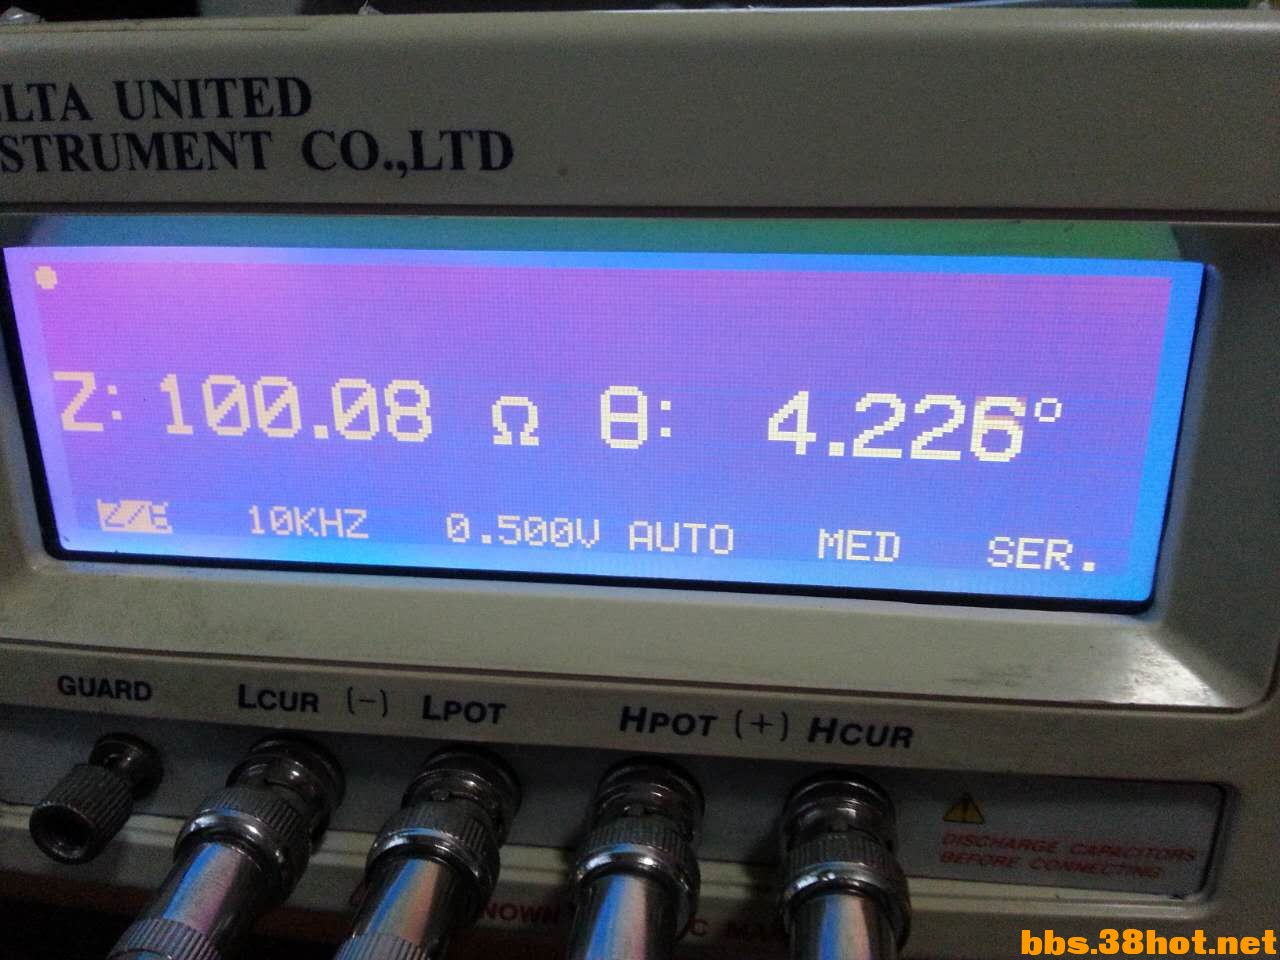 LTA UNITED
STRUMENT CO.,LTD
Z: 100.08 Ω θ: 4.226°
Z/θ 10KHZ 0.500V AUTO MED SER.
GUARD LCUR (-) LPOT HPOT (+) HCUR
DISCHARGE CAPACITORS
BEFORE CONNECTING
NOWN
bbs.38hot.net